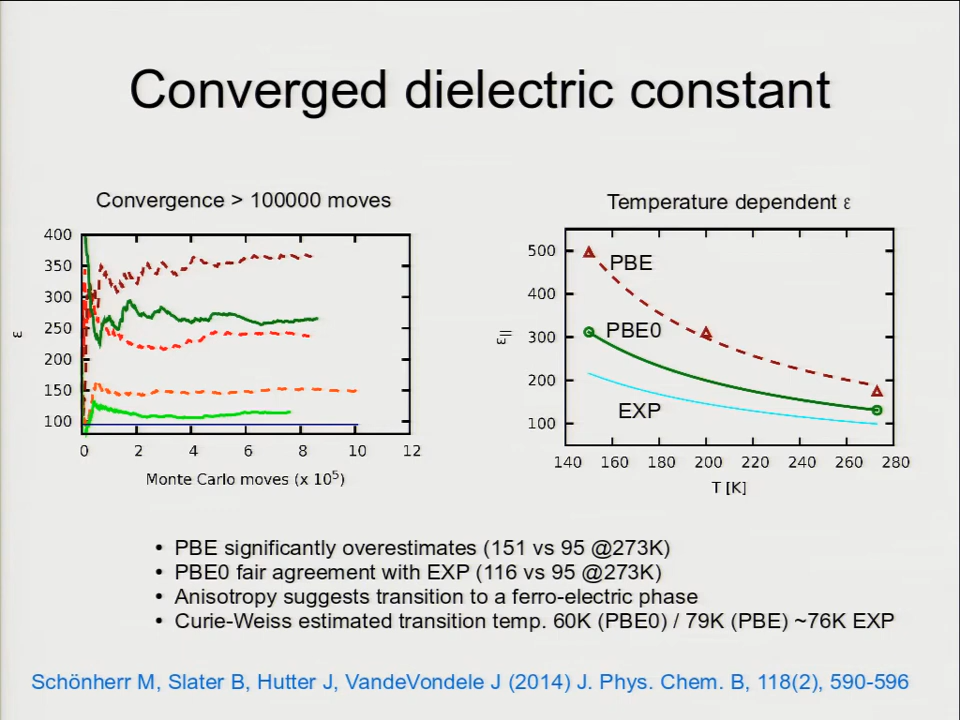 Converged dielectric constant
Convergence > 100000 moves
400
350
300
250
200
150
100
ε
0 2 4 6 8 10 12
Monte Carlo moves (x 10⁵)
Temperature dependent ε
500
400
300
200
100
ε||
PBE
PBE0
EXP
140 160 180 200 220 240 260 280
T [K]
• PBE significantly overestimates (151 vs 95 @273K)
• PBE0 fair agreement with EXP (116 vs 95 @273K)
• Anisotropy suggests transition to a ferro-electric phase
• Curie-Weiss estimated transition temp. 60K (PBE0) / 79K (PBE) ~76K EXP
Schönherr M, Slater B, Hutter J, VandeVondele J (2014) J. Phys. Chem. B, 118(2), 590-596